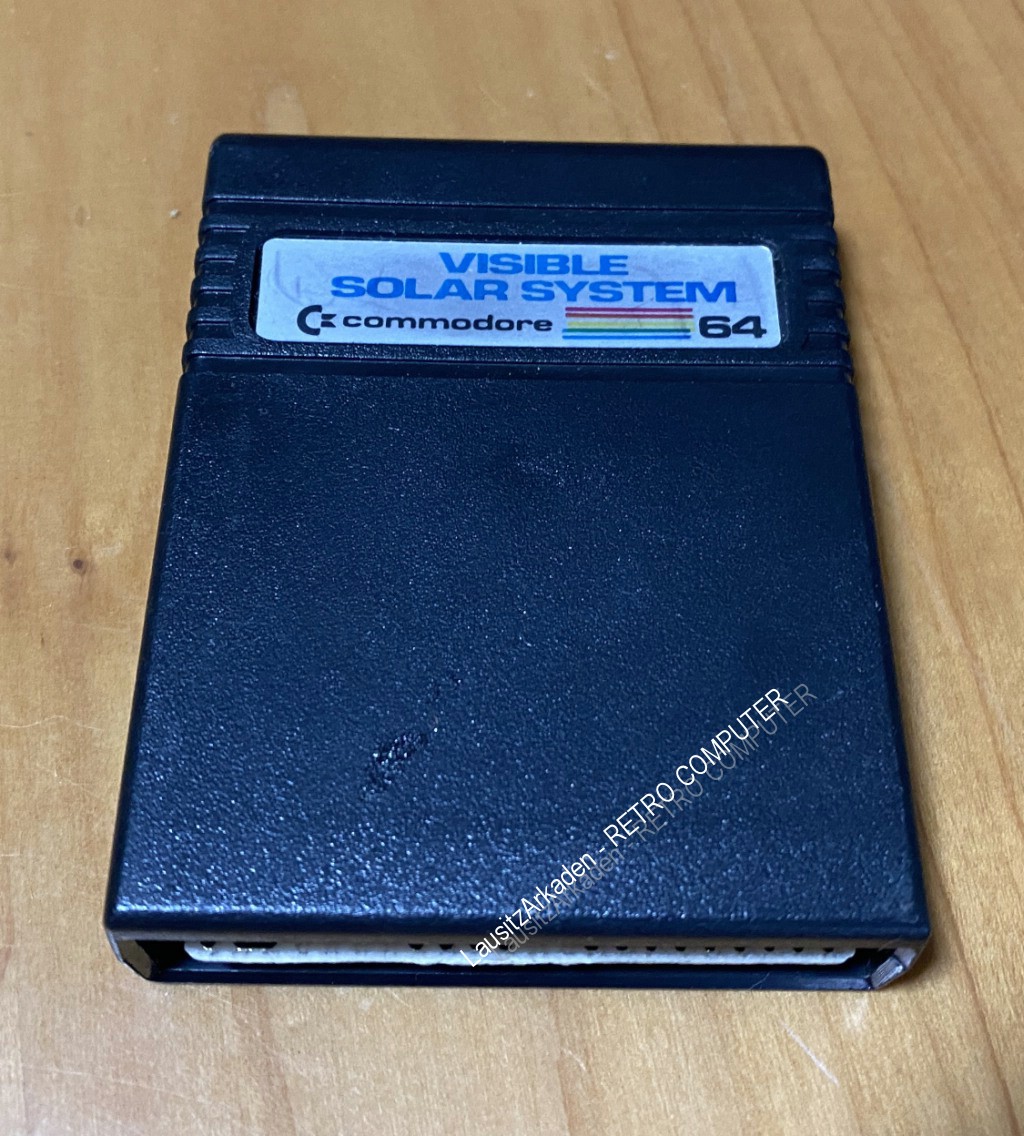 VISIBLE
SOLAR SYSTEM
commodore 64
LausitzArkaden - RETRO COMPUTER